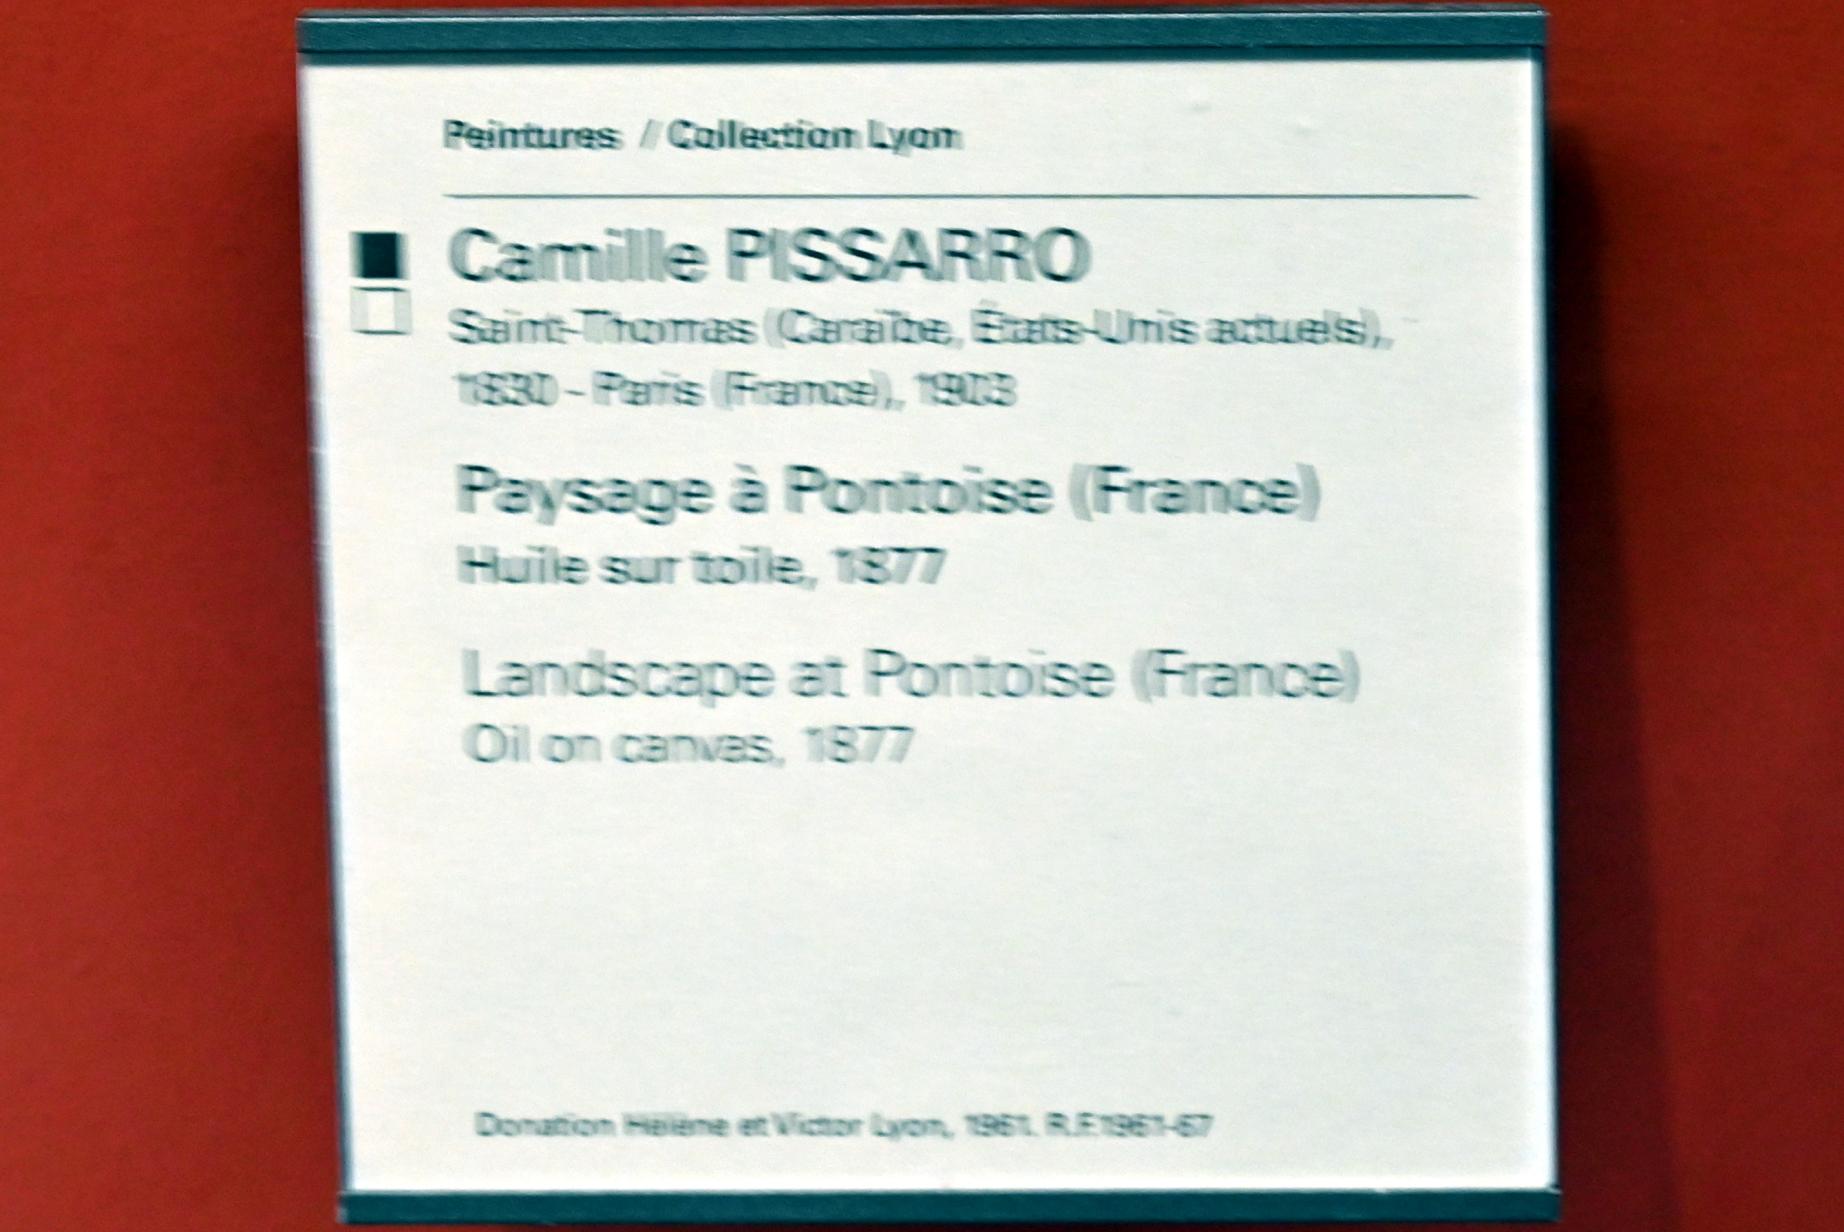 Peintures / Collection Lyon
Camille PISSARRO
Saint-Thomas (Caraïbe, États-Unis actuels),
1830 - Paris (France), 1903
Paysage à Pontoise (France)
Huile sur toile, 1877
Landscape at Pontoise (France)
Oil on canvas, 1877
Donation Hélène et Victor Lyon, 1961. R.F.1961-67